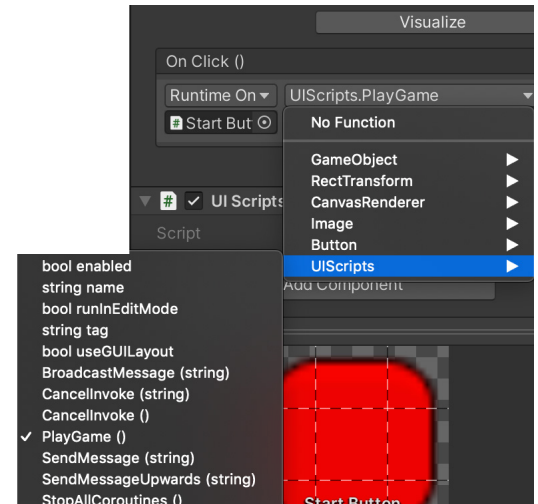 Visualize
On Click ()
Runtime On
UIScripts.PlayGame
# Start But
No Function
GameObject
RectTransform
CanvasRenderer
Image
Button
UIScripts
# UI Scripts
Script
Add Component
bool enabled
string name
bool runInEditMode
string tag
bool useGUILayout
BroadcastMessage (string)
CancelInvoke (string)
CancelInvoke ()
PlayGame ()
SendMessage (string)
SendMessageUpwards (string)
StopAllCoroutines ()
Start Button